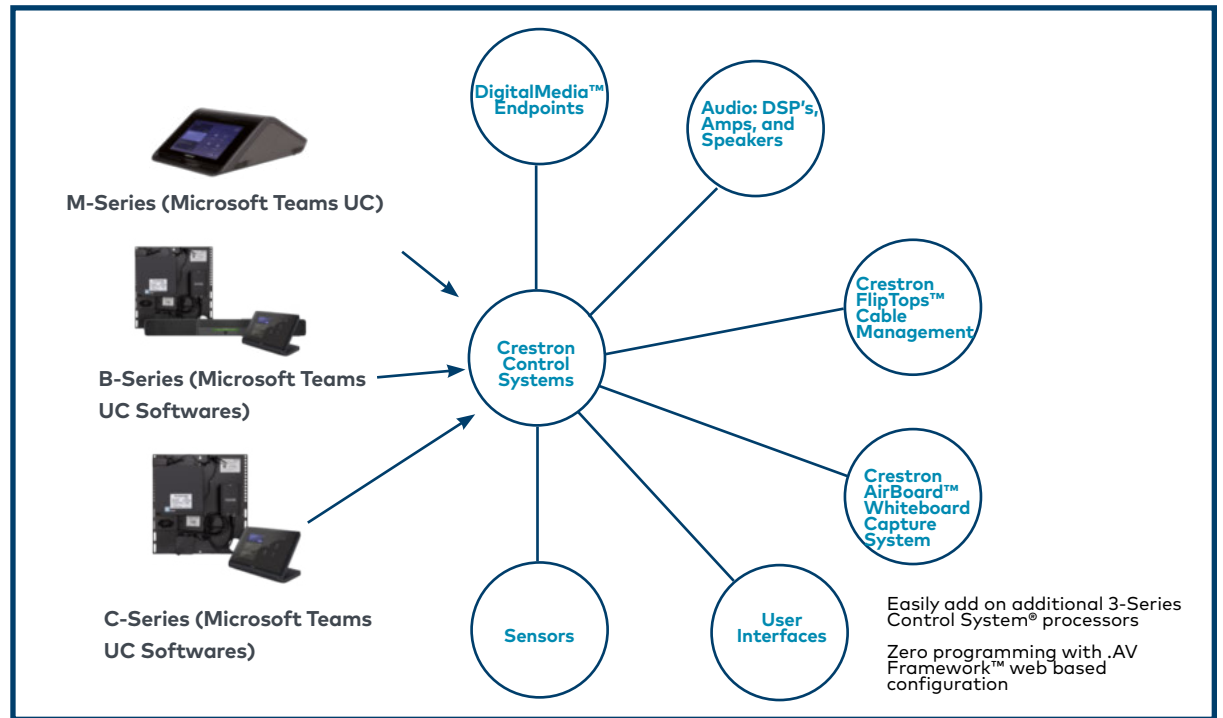 DigitalMedia™
Endpoints
Audio: DSP's,
Amps, and
Speakers
M-Series (Microsoft Teams UC)
Crestron
FlipTops™
Cable
Management
Crestron
Control
Systems
B-Series (Microsoft Teams
UC Softwares)
Crestron
AirBoard™
Whiteboard
Capture
System
C-Series (Microsoft Teams
UC Softwares)
Sensors
User
Interfaces
Easily add on additional 3-Series
Control System® processors
Zero programming with .AV
Framework™ web based
configuration